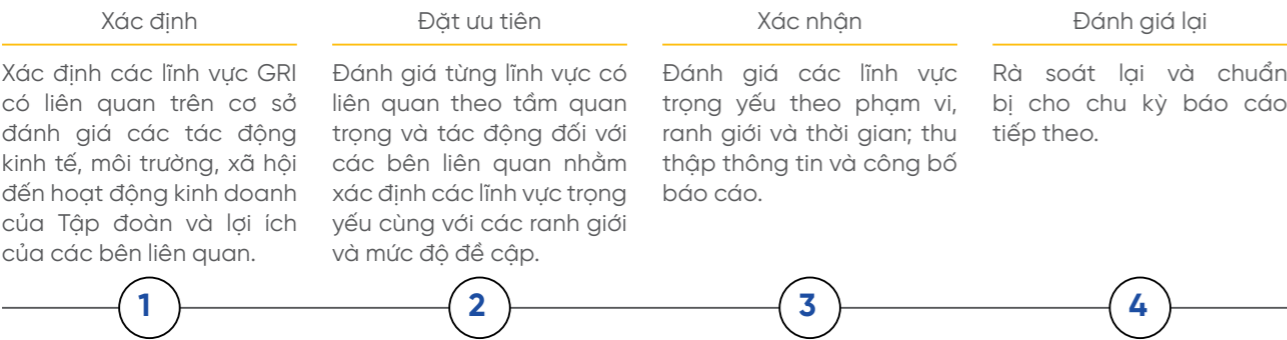 Xác định
Xác định các lĩnh vực GRI
có liên quan trên cơ sở
đánh giá các tác động
kinh tế, môi trường, xã hội
đến hoạt động kinh doanh
của Tập đoàn và lợi ích
của các bên liên quan.
1
Đặt ưu tiên
Đánh giá từng lĩnh vực có
liên quan theo tầm quan
trọng và tác động đối với
các bên liên quan nhằm
xác định các lĩnh vực trọng
yếu cùng với các ranh giới
và mức độ đề cập.
2
Xác nhận
Đánh giá các lĩnh vực
trọng yếu theo phạm vi,
ranh giới và thời gian; thu
thập thông tin và công bố
báo cáo.
3
Đánh giá lại
Rà soát lại và chuẩn
bị cho chu kỳ báo cáo
tiếp theo.
4